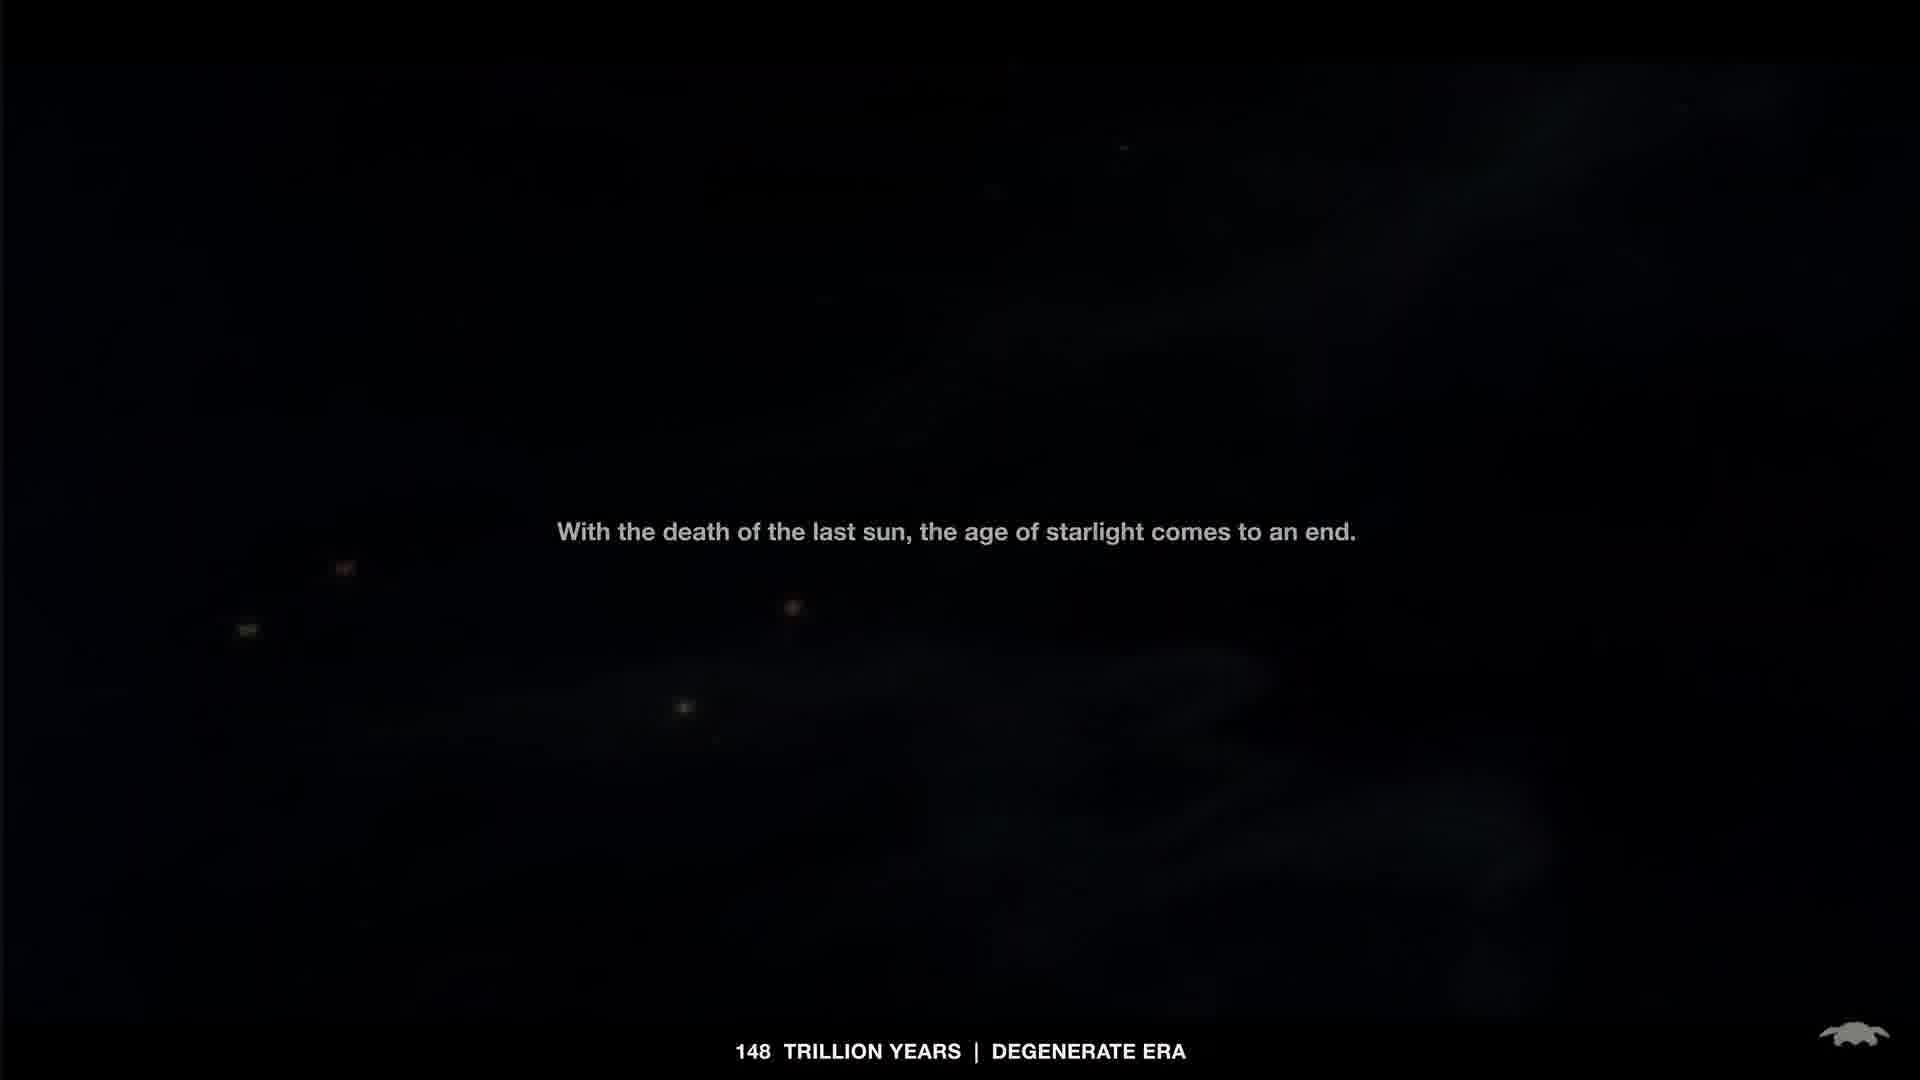 With the death of the last sun, the age of starlight comes to an end.
148 TRILLION YEARS | DEGENERATE ERA